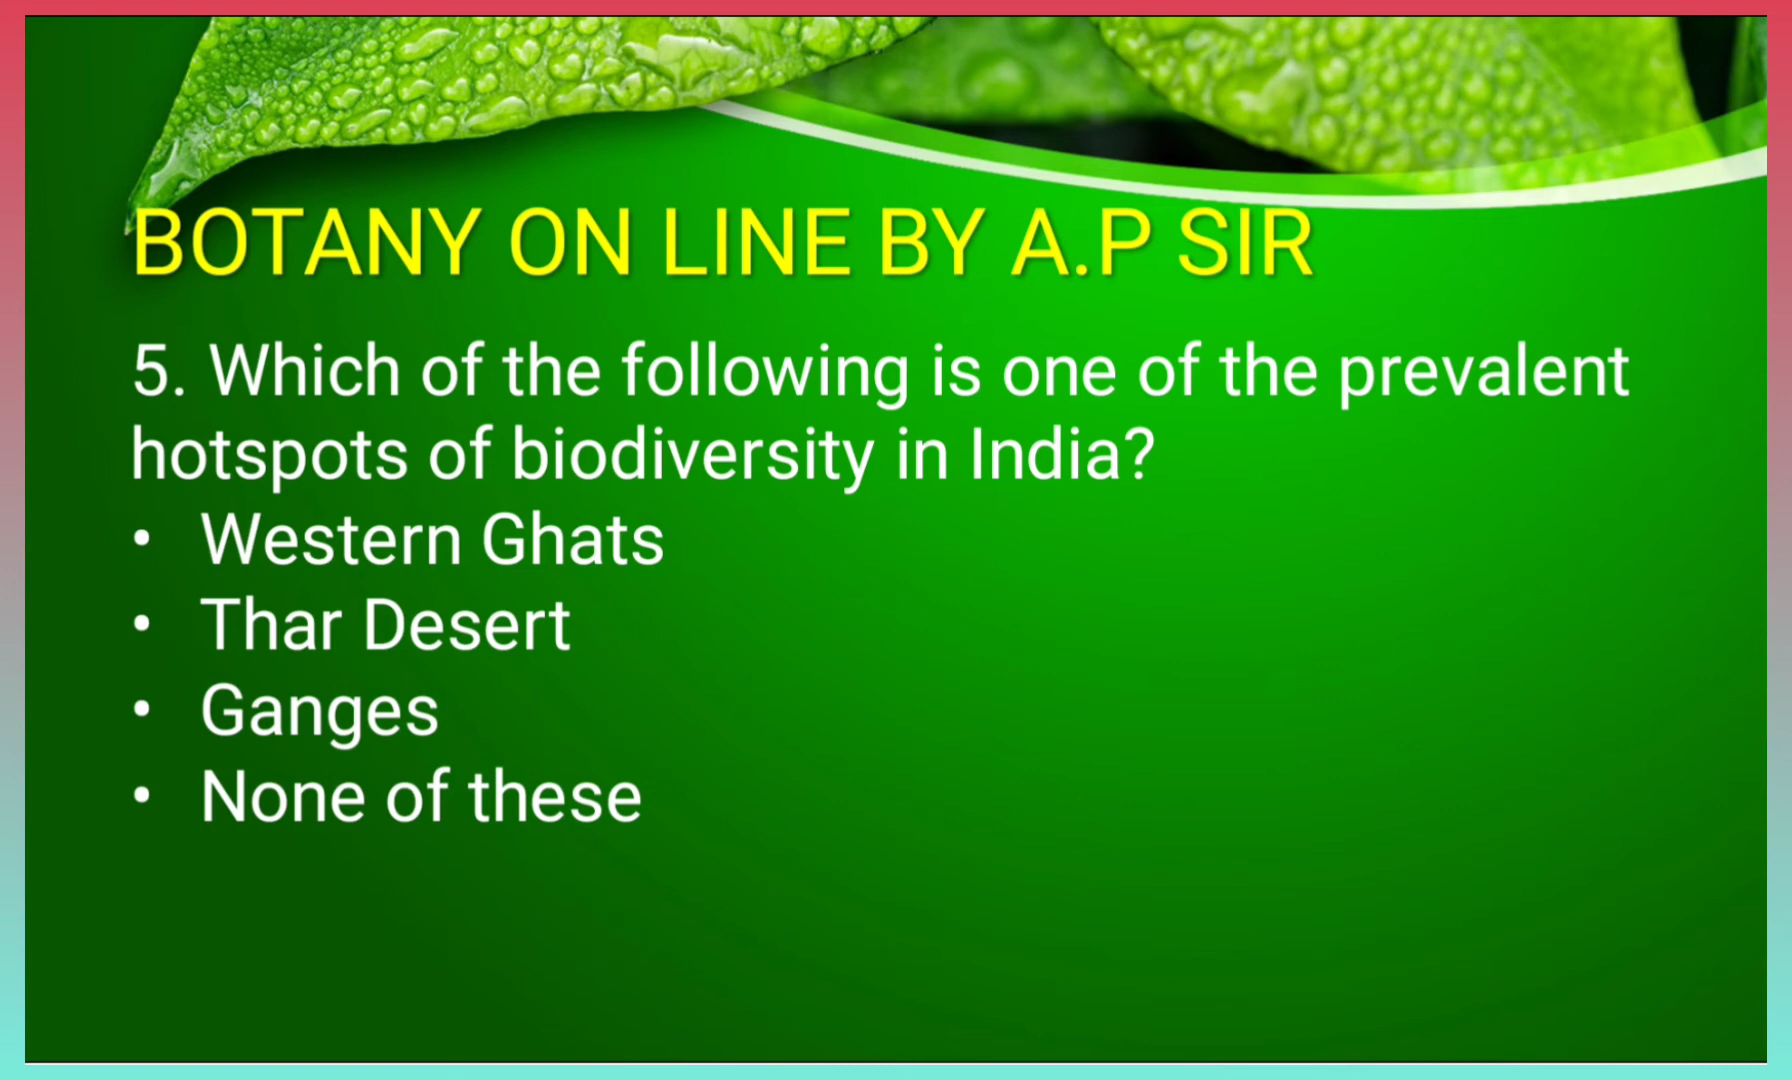 BOTANY ON LINE BY A.P SIR
5. Which of the following is one of the prevalent
hotspots of biodiversity in India?
• Western Ghats
• Thar Desert
• Ganges
• None of these